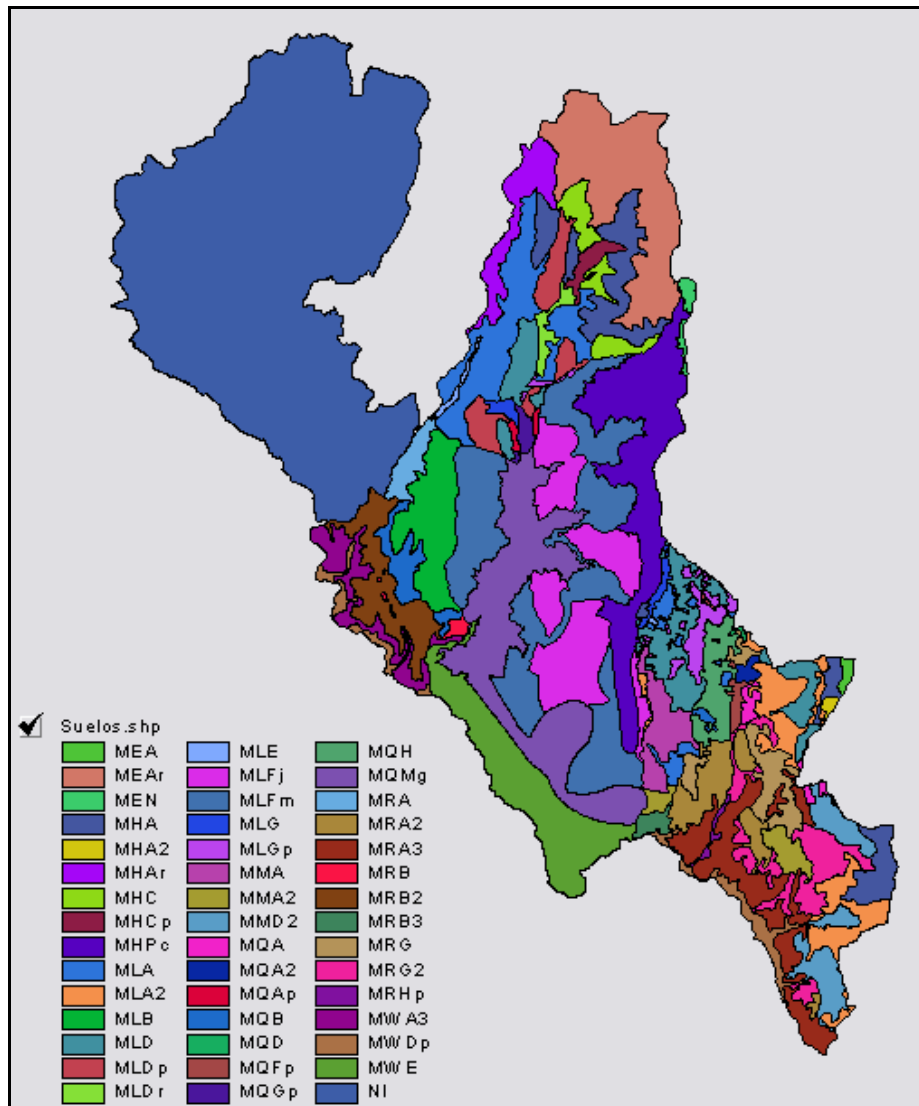 Suelos.shp
MEA MLE MQH
MEAr MLFj MQMg
MEN MLFm MRA
MHA MLG MRA2
MHA2 MLGp MRA3
MHAr MMA MRB
MHC MMA2 MRB2
MHCp MMD2 MRB3
MHPc MQA MRG
MLA MQA2 MRG2
MLA2 MQAp MRHp
MLB MQB MWA3
MLD MQD MWDp
MLDp MQFp MWE
MLDr MQGp NI